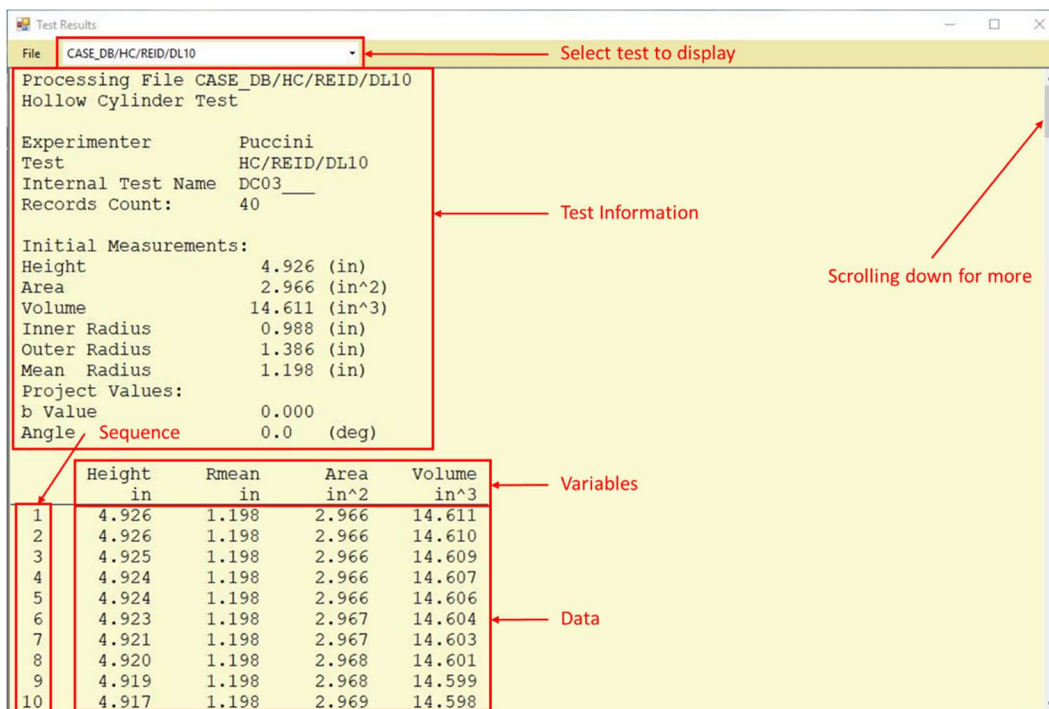 Test Results
File CASE_DB/HC/REID/DL10 Select test to display
Processing File CASE_DB/HC/REID/DL10
Hollow Cylinder Test
Experimenter Puccini
Test HC/REID/DL10
Internal Test Name DC03___
Records Count: 40
Test Information
Initial Measurements:
Height 4.926 (in)
Scrolling down for more
Area 2.966 (in^2)
Volume 14.611 (in^3)
Inner Radius 0.988 (in)
Outer Radius 1.386 (in)
Mean Radius 1.198 (in)
Project Values:
b Value 0.000
Angle 0.0 (deg)
Sequence
Height Rmean Area Volume
in in in^2 in^3
Variables
1 4.926 1.198 2.966 14.611
2 4.926 1.198 2.966 14.610
3 4.925 1.198 2.966 14.609
4 4.924 1.198 2.966 14.607
5 4.924 1.198 2.966 14.606
6 4.923 1.198 2.967 14.604
Data
7 4.921 1.198 2.967 14.603
8 4.920 1.198 2.968 14.601
9 4.919 1.198 2.968 14.599
10 4.917 1.198 2.969 14.598